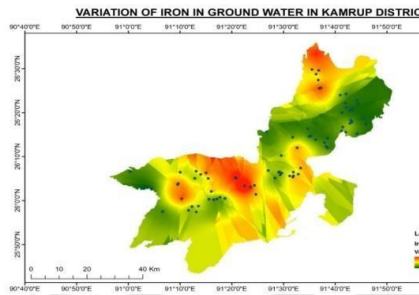 VARIATION OF IRON IN GROUND WATER IN KAMRUP DISTRIC
90°40'0"E 90°50'0"E 91°0'0"E 91°10'0"E 91°20'0"E 91°30'0"E 91°40'0"E 91°50'0"E
26°20'0"N
26°10'0"N
26°0'0"N
25°50'0"N
0 10 20 40 Km
90°40'0"E 90°50'0"E 91°0'0"E 91°10'0"E 91°20'0"E 91°30'0"E 91°40'0"E 91°50'0"E